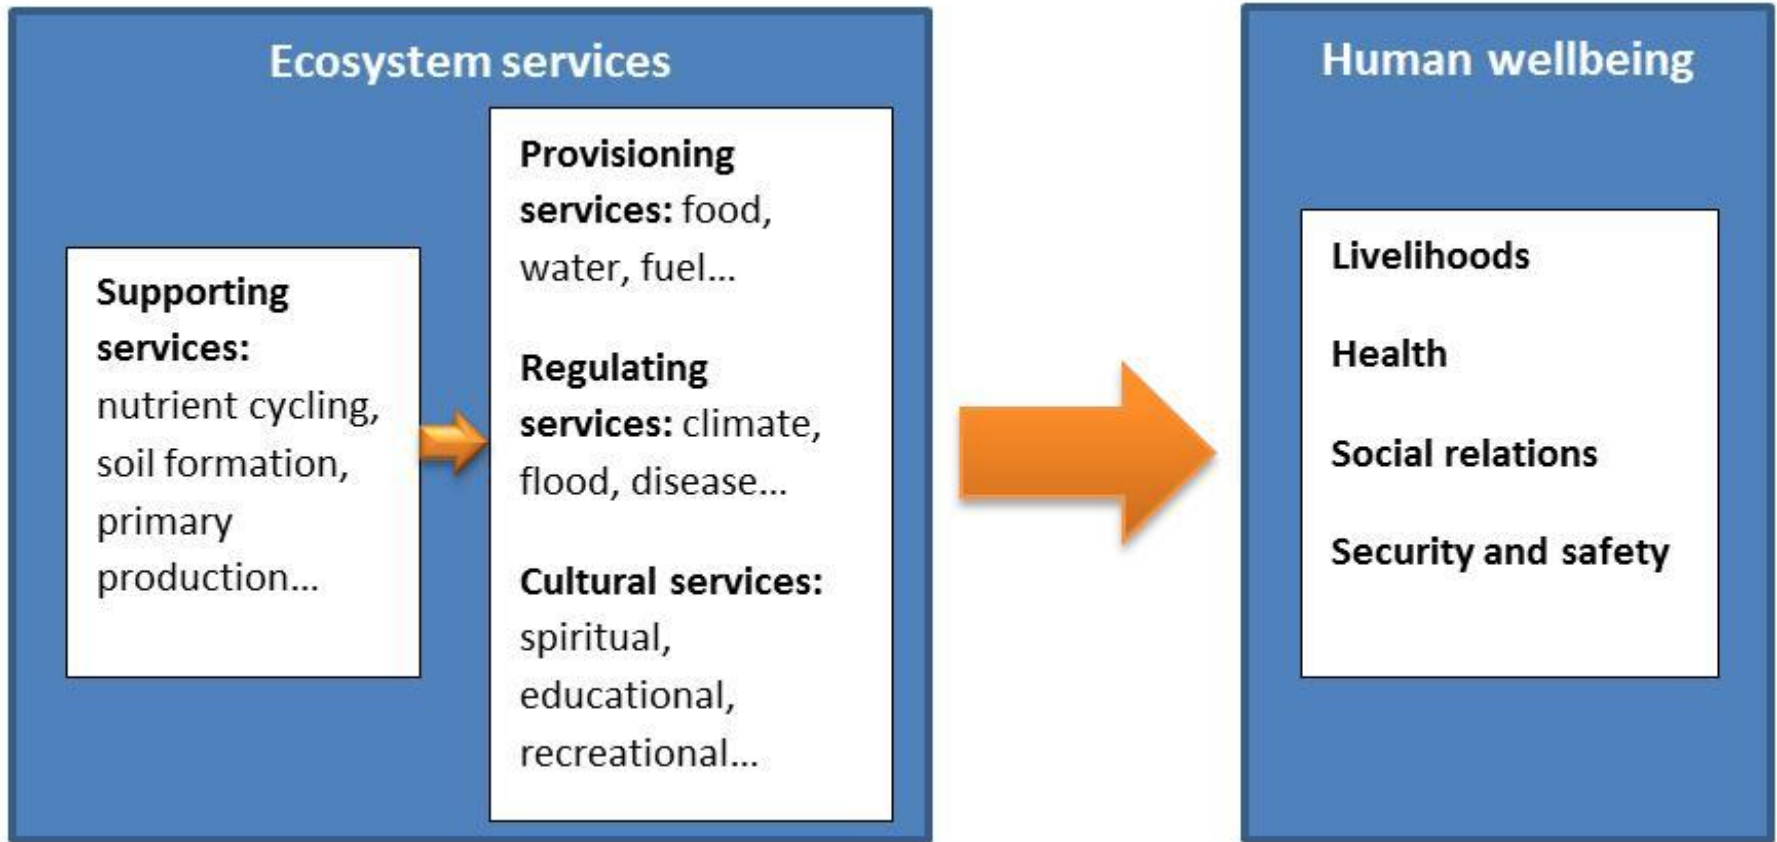 Ecosystem services
Supporting
services:
nutrient cycling,
soil formation,
primary
production...
Provisioning
services: food,
water, fuel...
Regulating
services: climate,
flood, disease...
Cultural services:
spiritual,
educational,
recreational...
Human wellbeing
Livelihoods
Health
Social relations
Security and safety